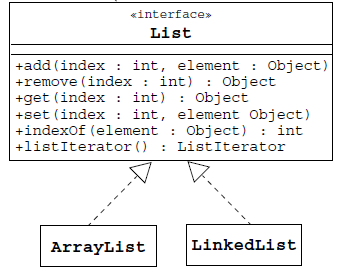 «interface»
List
+add(index : int, element : Object)
+remove(index : int) : Object
+get(index : int) : Object
+set(index : int, element Object)
+indexOf(element : Object) : int
+listIterator() : ListIterator
ArrayList
LinkedList